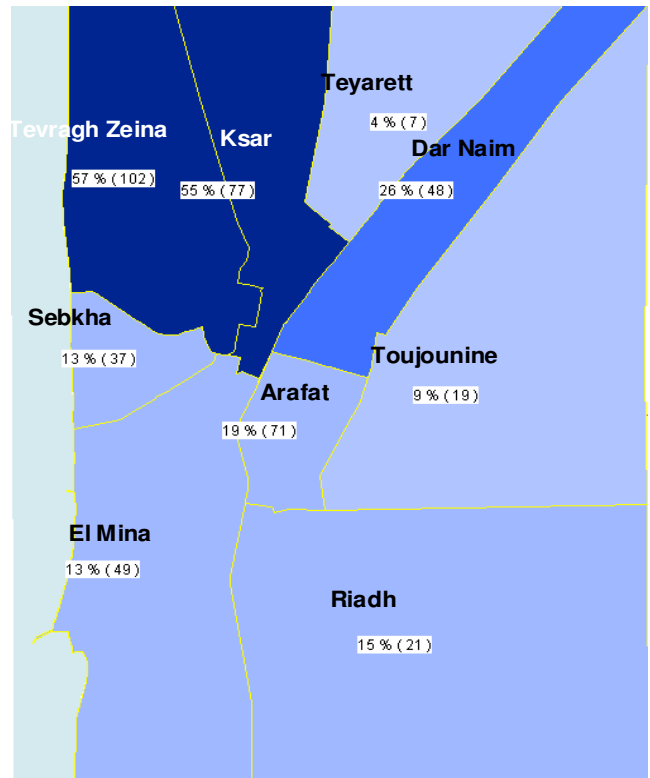 Teyarett
4 % ( 7 )
Tevragh Zeina
57 % ( 102 )
Ksar
55 % ( 77 )
Dar Naim
26 % ( 48 )
Sebkha
13 % ( 37 )
Toujounine
9 % ( 19 )
Arafat
19 % ( 71 )
El Mina
13 % ( 49 )
Riadh
15 % ( 21 )